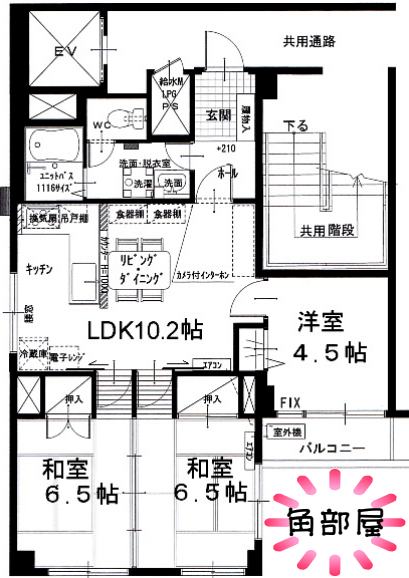 共用通路
EV
給水M
LPG
PS
玄関
履物入
WC
下る
+210
洗面・脱衣室
洗濯
洗面
ユニットバス
1116サイズ
ホール
共用階段
換気扇
吊戸棚
食器棚
食器棚
キッチン
リビング
・
ダイニング
カメラ付インターホン
LDK10.2帖
洋室
4.5帖
冷蔵庫
電子レンジ
エアコン
押入
押入
FIX
室外機
バルコニー
エアコン
和室
6.5帖
和室
6.5帖
角部屋